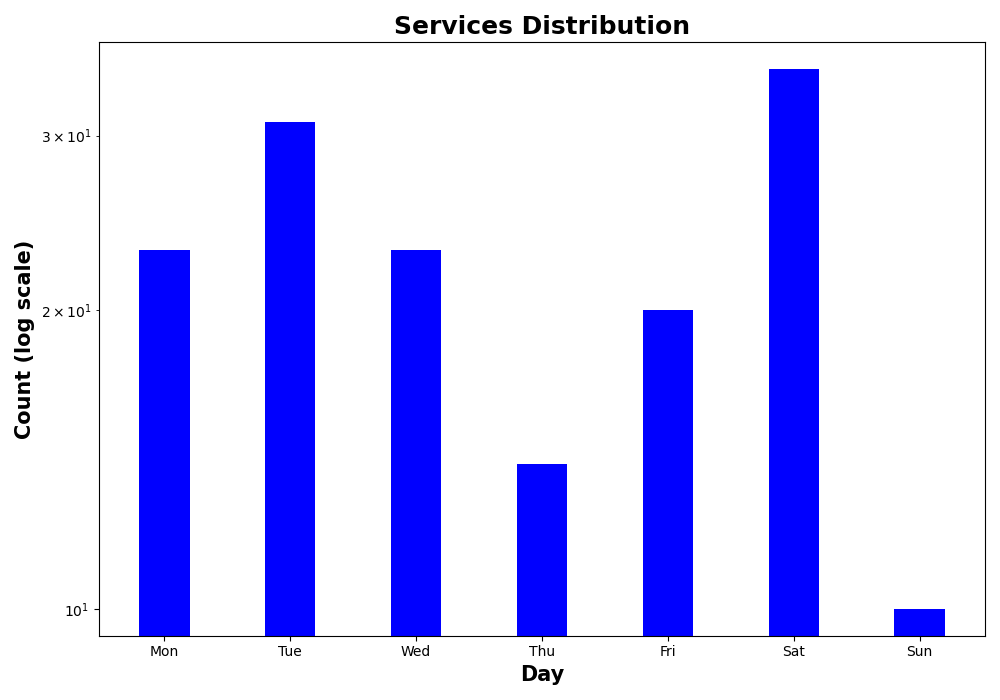 Services Distribution
Count (log scale)
3 × 10¹
2 × 10¹
10¹
Mon Tue Wed Thu Fri Sat Sun
Day